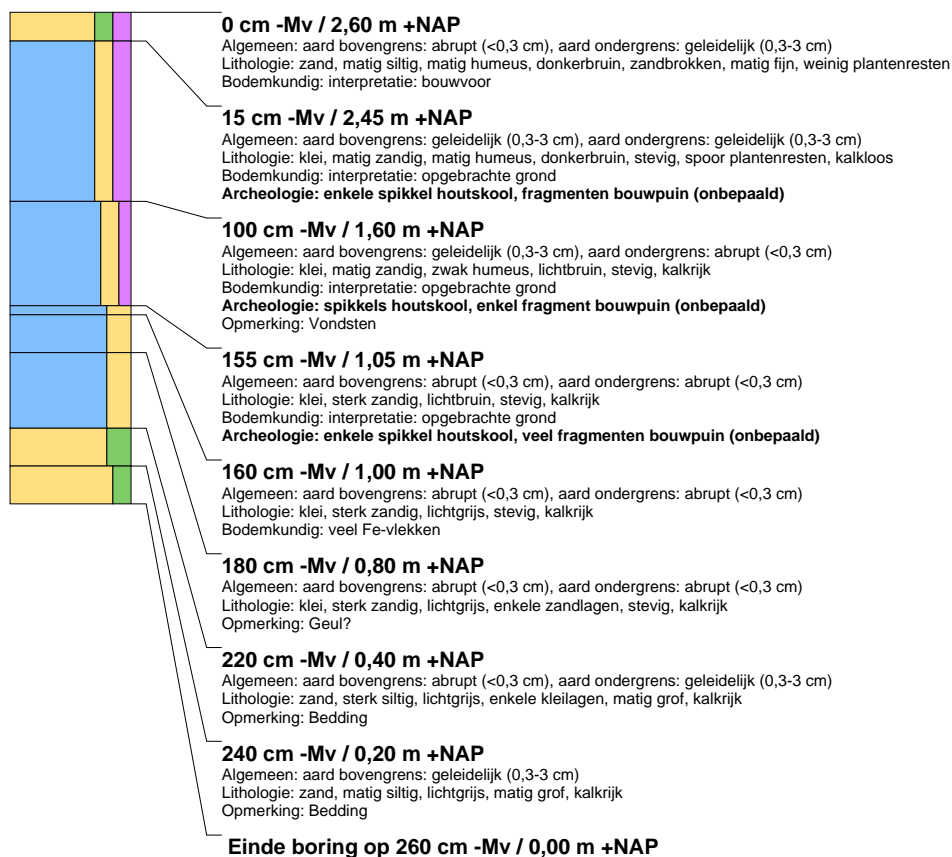 0 cm -Mv / 2,60 m +NAP
Algemeen: aard bovengrens: abrupt (<0,3 cm), aard ondergrens: geleidelijk (0,3-3 cm)
Lithologie: zand, matig siltig, matig humeus, donkerbruin, zandbrokken, matig fijn, weinig plantenresten
Bodemkundig: interpretatie: bouwvoor
15 cm -Mv / 2,45 m +NAP
Algemeen: aard bovengrens: geleidelijk (0,3-3 cm), aard ondergrens: geleidelijk (0,3-3 cm)
Lithologie: klei, matig zandig, matig humeus, donkerbruin, stevig, spoor plantenresten, kalkloos
Bodemkundig: interpretatie: opgebrachte grond
Archeologie: enkele spikkel houtskool, fragmenten bouwpuin (onbepaald)
100 cm -Mv / 1,60 m +NAP
Algemeen: aard bovengrens: geleidelijk (0,3-3 cm), aard ondergrens: abrupt (<0,3 cm)
Lithologie: klei, matig zandig, zwak humeus, lichtbruin, stevig, kalkrijk
Bodemkundig: interpretatie: opgebrachte grond
Archeologie: spikkels houtskool, enkel fragment bouwpuin (onbepaald)
Opmerking: Vondsten
155 cm -Mv / 1,05 m +NAP
Algemeen: aard bovengrens: abrupt (<0,3 cm), aard ondergrens: abrupt (<0,3 cm)
Lithologie: klei, sterk zandig, lichtbruin, stevig, kalkrijk
Bodemkundig: interpretatie: opgebrachte grond
Archeologie: enkele spikkel houtskool, veel fragmenten bouwpuin (onbepaald)
160 cm -Mv / 1,00 m +NAP
Algemeen: aard bovengrens: abrupt (<0,3 cm), aard ondergrens: abrupt (<0,3 cm)
Lithologie: klei, sterk zandig, lichtgrijs, stevig, kalkrijk
Bodemkundig: veel Fe-vlekken
180 cm -Mv / 0,80 m +NAP
Algemeen: aard bovengrens: abrupt (<0,3 cm), aard ondergrens: abrupt (<0,3 cm)
Lithologie: klei, sterk zandig, lichtgrijs, enkele zandlagen, stevig, kalkrijk
Opmerking: Geul?
220 cm -Mv / 0,40 m +NAP
Algemeen: aard bovengrens: abrupt (<0,3 cm), aard ondergrens: geleidelijk (0,3-3 cm)
Lithologie: zand, sterk siltig, lichtgrijs, enkele kleilagen, matig grof, kalkrijk
Opmerking: Bedding
240 cm -Mv / 0,20 m +NAP
Algemeen: aard bovengrens: geleidelijk (0,3-3 cm)
Lithologie: zand, matig siltig, lichtgrijs, matig grof, kalkrijk
Opmerking: Bedding
Einde boring op 260 cm -Mv / 0,00 m +NAP